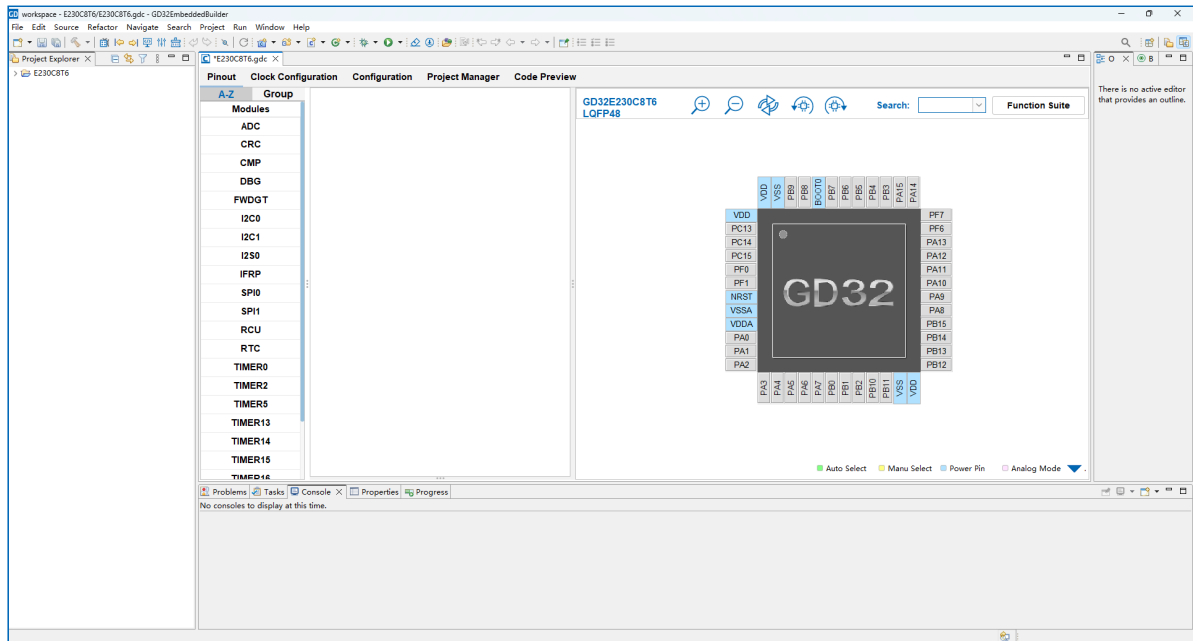 GD workspace - E230C8T6/E230C8T6.gdc - GD32EmbeddedBuilder
File Edit Source Refactor Navigate Search Project Run Window Help
Project Explorer
E230C8T6
*E230C8T6.gdc
Pinout Clock Configuration Configuration Project Manager Code Preview
A-Z Group
Modules
ADC
CRC
CMP
DBG
FWDGT
I2C0
I2C1
I2S0
IFRP
SPI0
SPI1
RCU
RTC
TIMER0
TIMER2
TIMER5
TIMER13
TIMER14
TIMER15
TIMER16
GD32E230C8T6
LQFP48
Search:
Function Suite
VDD VSS PB9 PB8 BOOT0 PB7 PB6 PB5 PB4 PB3 PA15 PA14
VDD PF7
PC13 PF6
PC14 PA13
PC15 PA12
PF0 PA11
PF1 PA10
NRST PA9
VSSA PA8
VDDA PB15
PA0 PB14
PA1 PB13
PA2 PB12
GD32
PA3 PA4 PA5 PA6 PA7 PB0 PB1 PB2 PB10 PB11 VSS VDD
Auto Select Manu Select Power Pin Analog Mode
O B
There is no active editor
that provides an outline.
Problems Tasks Console Properties Progress
No consoles to display at this time.